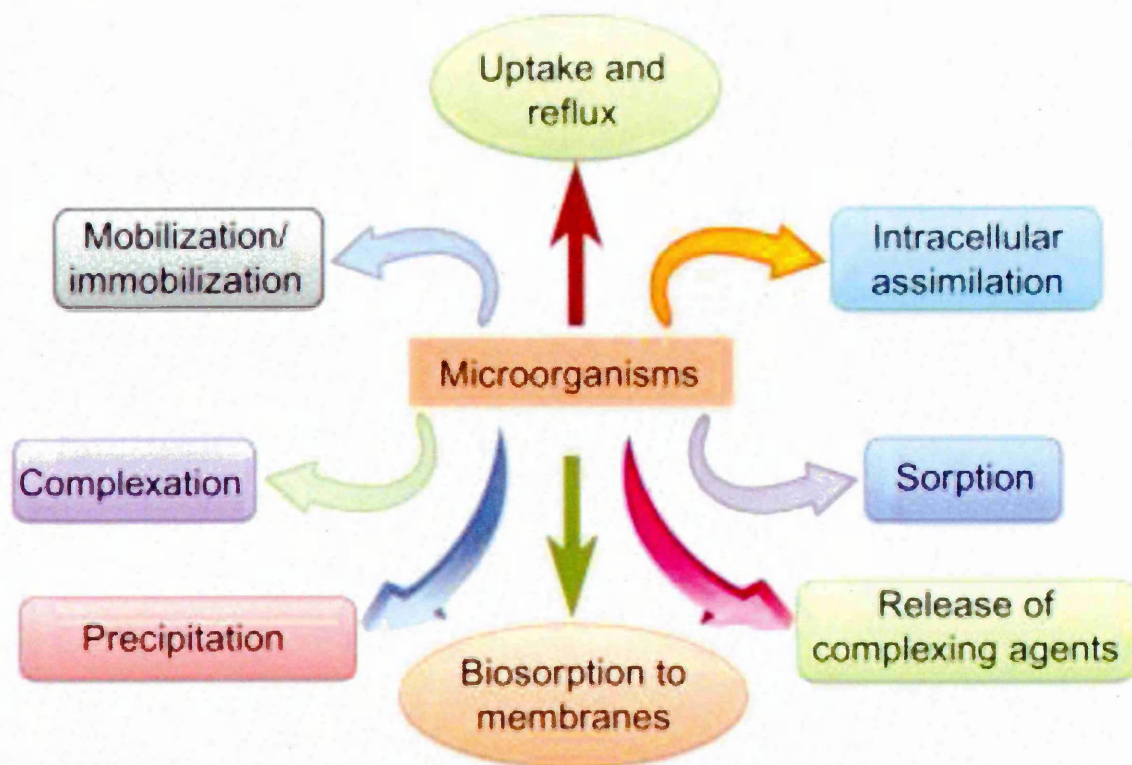 Uptake and
reflux
Mobilization/
immobilization
Intracellular
assimilation
Microorganisms
Complexation
Sorption
Precipitation
Release of
complexing agents
Biosorption to
membranes